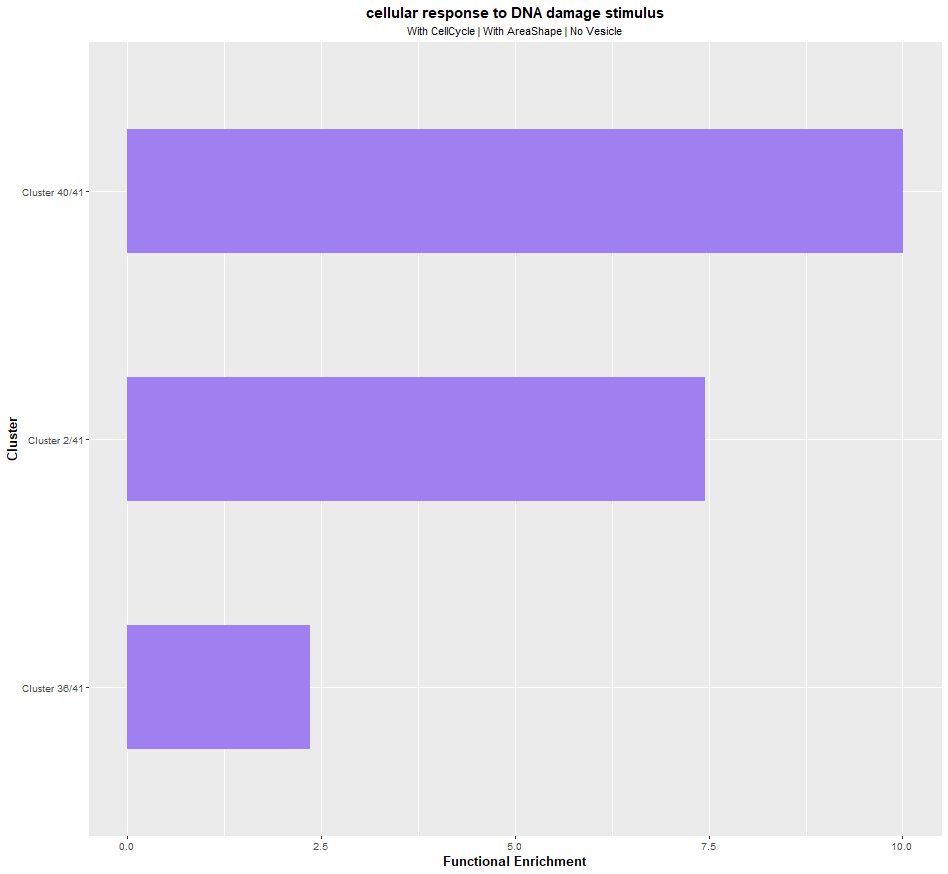 cellular response to DNA damage stimulus
With CellCycle | With AreaShape | No Vesicle
Cluster
Cluster 40/41
Cluster 2/41
Cluster 36/41
0.0 2.5 5.0 7.5 10.0
Functional Enrichment